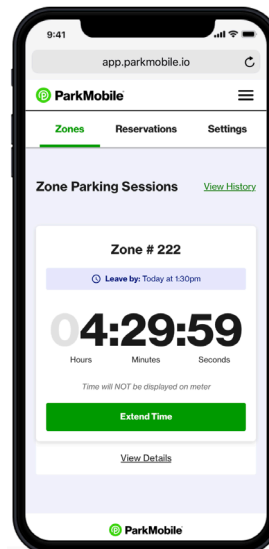 9:41
app.parkmobile.io
ParkMobile
Zones Reservations Settings
Zone Parking Sessions View History
Zone # 222
Leave by: Today at 1:30pm
04:29:59
Hours Minutes Seconds
Time will NOT be displayed on meter
Extend Time
View Details
ParkMobile